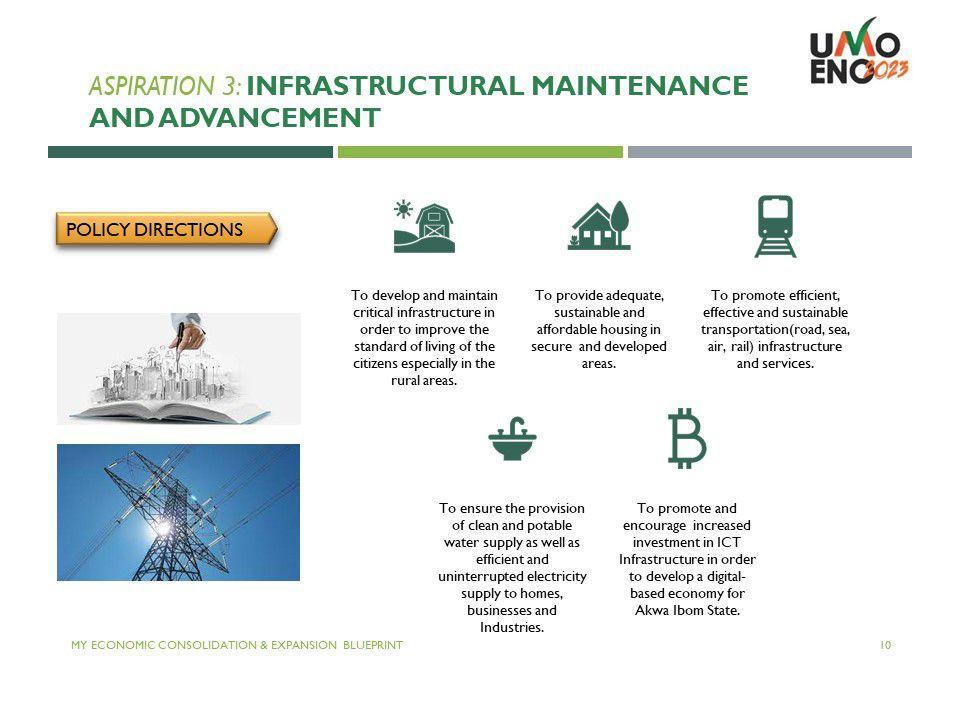 UMO
ENO 2023
ASPIRATION 3: INFRASTRUCTURAL MAINTENANCE
AND ADVANCEMENT
POLICY DIRECTIONS
To develop and maintain
critical infrastructure in
order to improve the
standard of living of the
citizens especially in the
rural areas.
To provide adequate,
sustainable and
affordable housing in
secure and developed
areas.
To promote efficient,
effective and sustainable
transportation(road, sea,
air, rail) infrastructure
and services.
To ensure the provision
of clean and potable
water supply as well as
efficient and
uninterrupted electricity
supply to homes,
businesses and
Industries.
To promote and
encourage increased
investment in ICT
Infrastructure in order
to develop a digital-
based economy for
Akwa Ibom State.
MY ECONOMIC CONSOLIDATION & EXPANSION BLUEPRINT
10